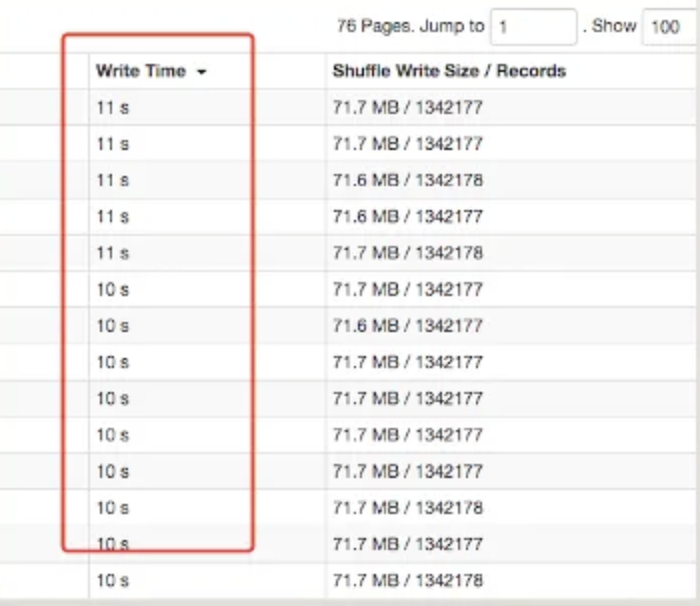 76 Pages. Jump to 1 . Show 100
Write Time Shuffle Write Size / Records
11 s 71.7 MB / 1342177
11 s 71.7 MB / 1342177
11 s 71.6 MB / 1342178
11 s 71.6 MB / 1342177
11 s 71.7 MB / 1342178
10 s 71.7 MB / 1342177
10 s 71.6 MB / 1342177
10 s 71.7 MB / 1342177
10 s 71.7 MB / 1342177
10 s 71.7 MB / 1342177
10 s 71.7 MB / 1342177
10 s 71.7 MB / 1342178
10 s 71.7 MB / 1342177
10 s 71.7 MB / 1342178